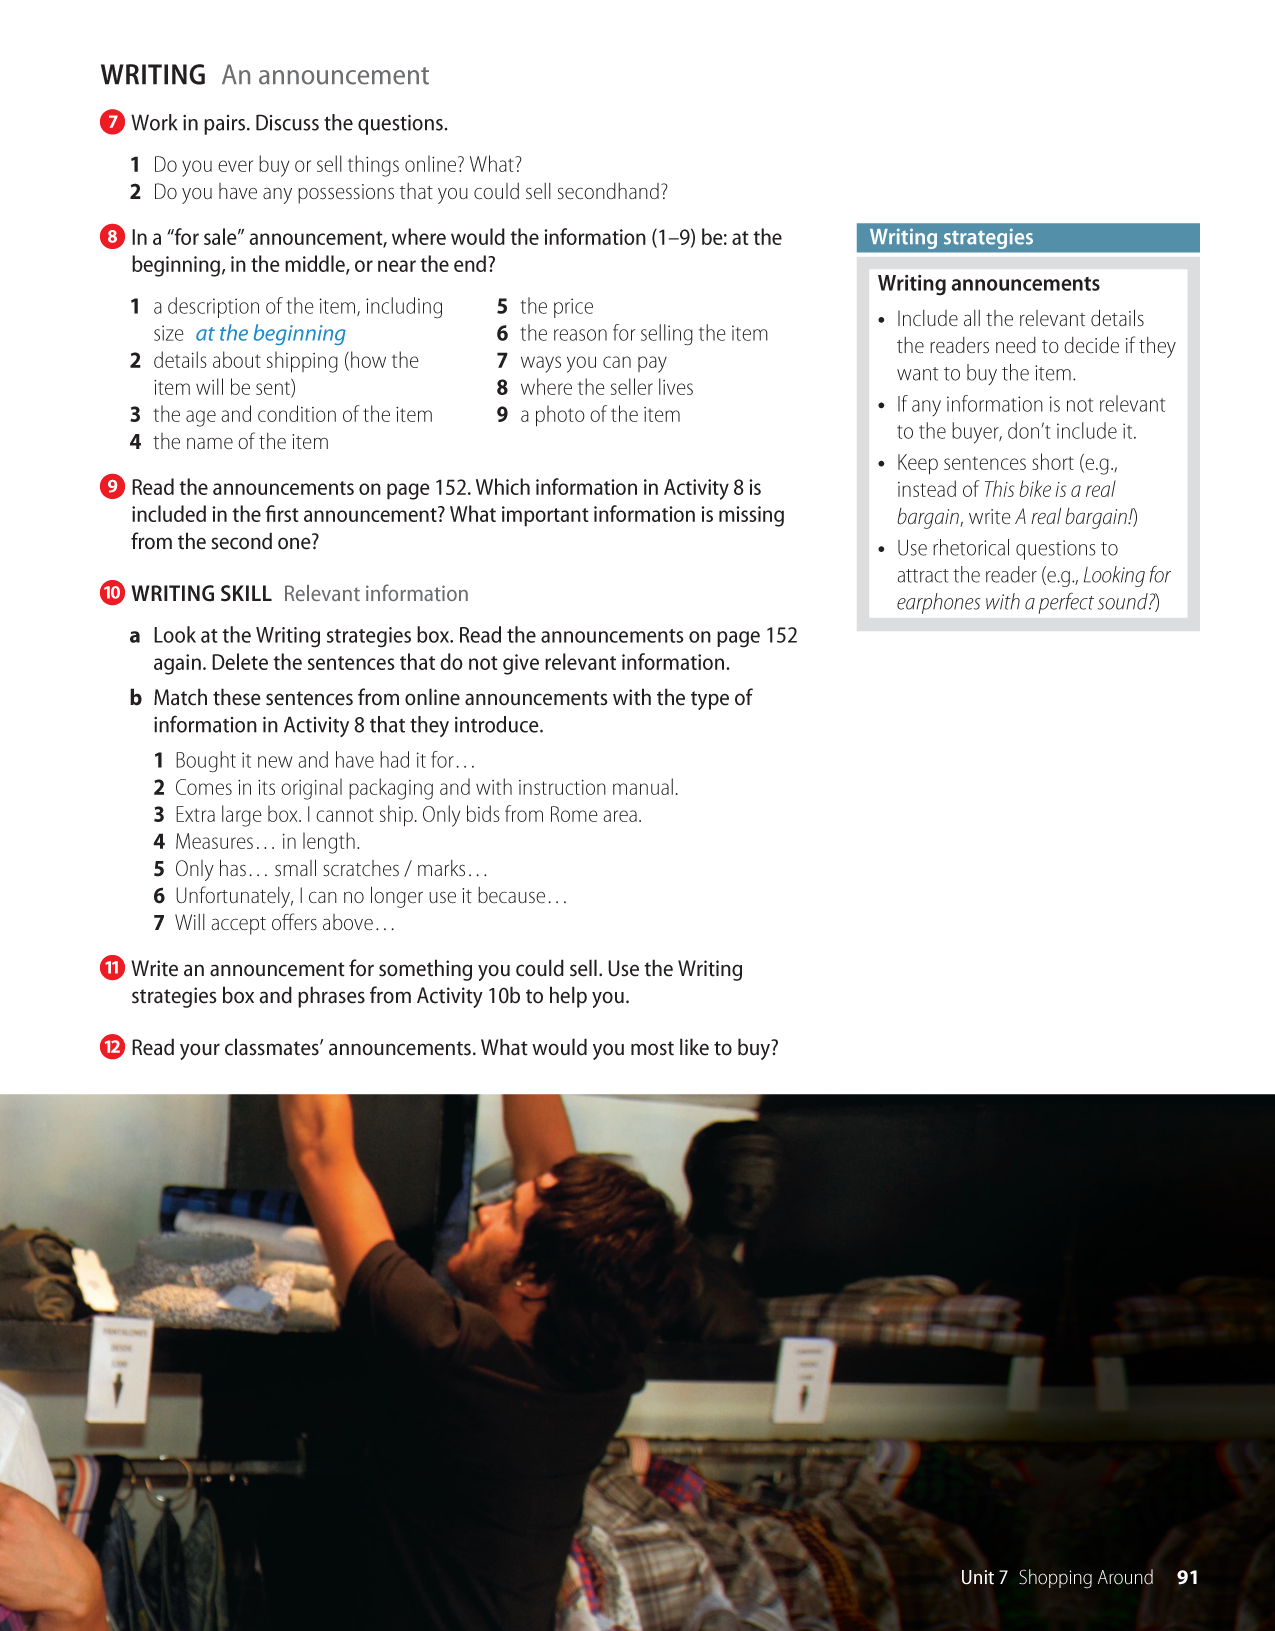 WRITING An announcement
7 Work in pairs. Discuss the questions.
1 Do you ever buy or sell things online? What?
2 Do you have any possessions that you could sell secondhand?
8 In a “for sale” announcement, where would the information (1–9) be: at the
beginning, in the middle, or near the end?
1 a description of the item, including
size at the beginning
2 details about shipping (how the
item will be sent)
3 the age and condition of the item
4 the name of the item
5 the price
6 the reason for selling the item
7 ways you can pay
8 where the seller lives
9 a photo of the item
9 Read the announcements on page 152. Which information in Activity 8 is
included in the first announcement? What important information is missing
from the second one?
10 WRITING SKILL Relevant information
a Look at the Writing strategies box. Read the announcements on page 152
again. Delete the sentences that do not give relevant information.
b Match these sentences from online announcements with the type of
information in Activity 8 that they introduce.
1 Bought it new and have had it for…
2 Comes in its original packaging and with instruction manual.
3 Extra large box. I cannot ship. Only bids from Rome area.
4 Measures… in length.
5 Only has… small scratches / marks…
6 Unfortunately, I can no longer use it because…
7 Will accept offers above…
11 Write an announcement for something you could sell. Use the Writing
strategies box and phrases from Activity 10b to help you.
12 Read your classmates’ announcements. What would you most like to buy?
Writing strategies
Writing announcements
• Include all the relevant details
the readers need to decide if they
want to buy the item.
• If any information is not relevant
to the buyer, don’t include it.
• Keep sentences short (e.g.,
instead of This bike is a real
bargain, write A real bargain!)
• Use rhetorical questions to
attract the reader (e.g., Looking for
earphones with a perfect sound?)
Unit 7 Shopping Around 91